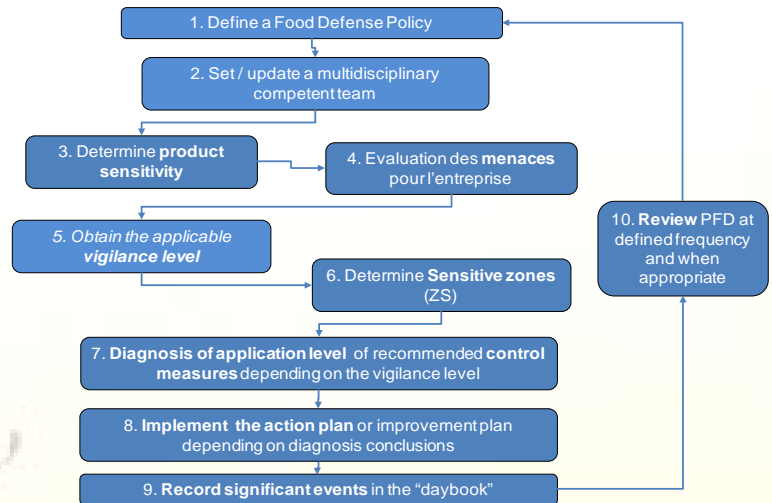 1. Define a Food Defense Policy
2. Set / update a multidisciplinary
competent team
3. Determine product
sensitivity
4. Evaluation des menaces
pour l'entreprise
5. Obtain the applicable
vigilance level
6. Determine Sensitive zones
(ZS)
7. Diagnosis of application level of recommended control
measures depending on the vigilance level
8. Implement the action plan or improvement plan
depending on diagnosis conclusions
9. Record significant events in the “daybook”
10. Review PFD at
defined frequency
and when
appropriate